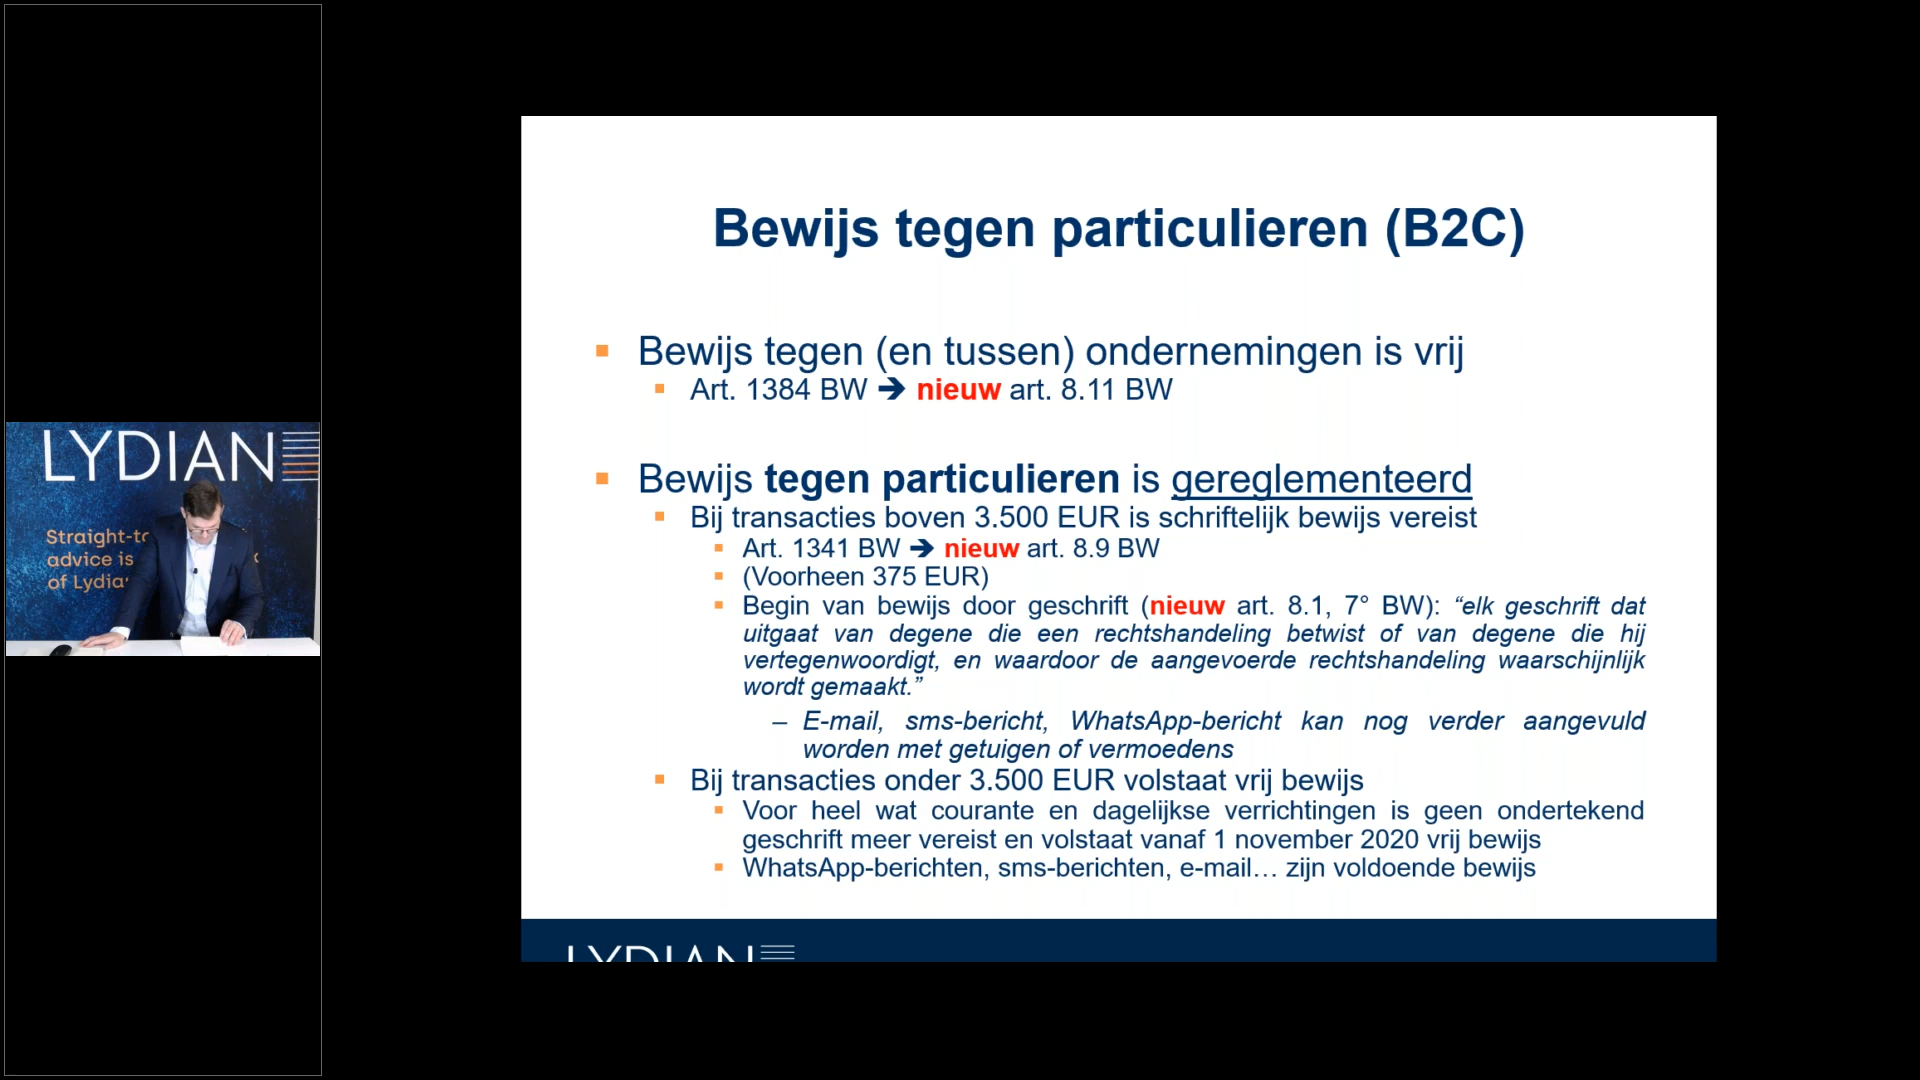 LYDIAN
Straight-to
advice is
of Lydia
Bewijs tegen particulieren (B2C)
Bewijs tegen (en tussen) ondernemingen is vrij
Art. 1384 BW ➔ nieuw art. 8.11 BW
Bewijs tegen particulieren is gereglementeerd
Bij transacties boven 3.500 EUR is schriftelijk bewijs vereist
Art. 1341 BW ➔ nieuw art. 8.9 BW
(Voorheen 375 EUR)
Begin van bewijs door geschrift (nieuw art. 8.1, 7° BW): “elk geschrift dat
uitgaat van degene die een rechtshandeling betwist of van degene die hij
vertegenwoordigt, en waardoor de aangevoerde rechtshandeling waarschijnlijk
wordt gemaakt.”
– E-mail, sms-bericht, WhatsApp-bericht kan nog verder aangevuld
worden met getuigen of vermoedens
Bij transacties onder 3.500 EUR volstaat vrij bewijs
Voor heel wat courante en dagelijkse verrichtingen is geen ondertekend
geschrift meer vereist en volstaat vanaf 1 november 2020 vrij bewijs
WhatsApp-berichten, sms-berichten, e-mail… zijn voldoende bewijs
LYDIAN